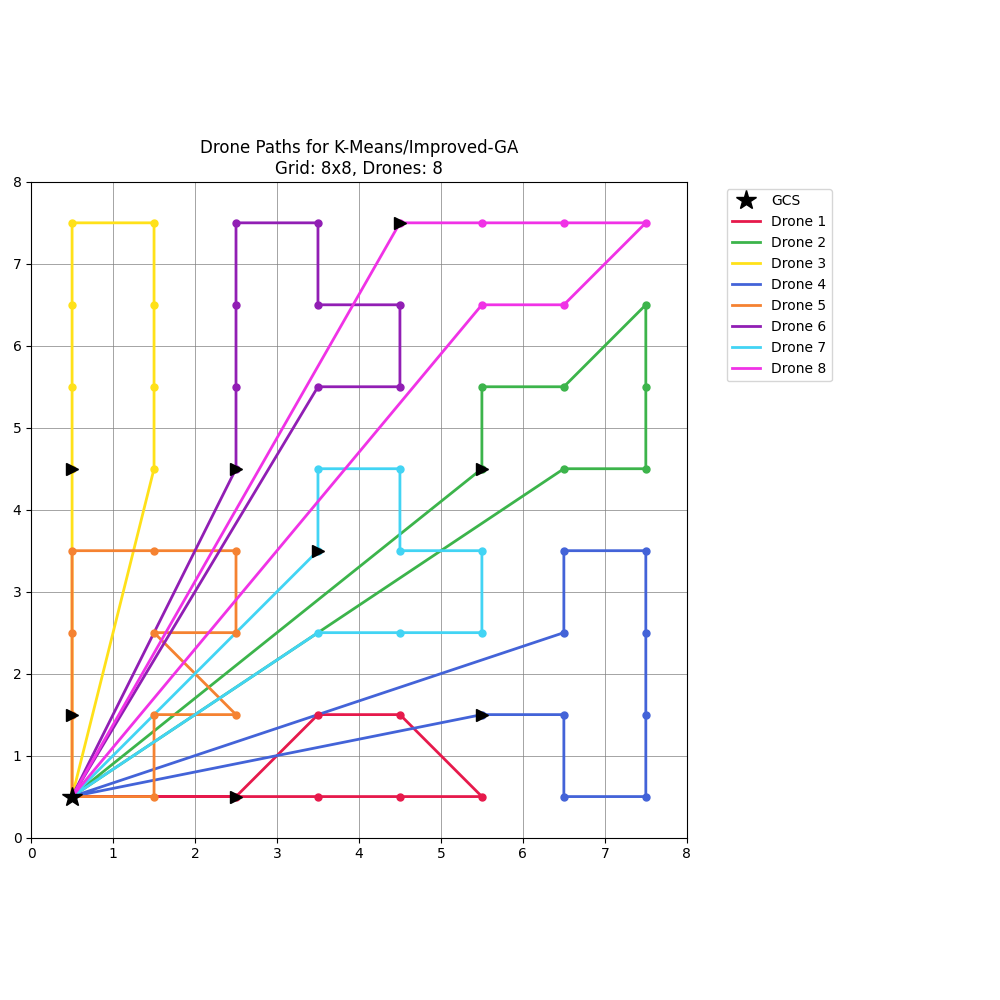 Drone Paths for K-Means/Improved-GA
Grid: 8x8, Drones: 8
8
7
6
5
4
3
2
1
0
0 1 2 3 4 5 6 7 8
GCS
Drone 1
Drone 2
Drone 3
Drone 4
Drone 5
Drone 6
Drone 7
Drone 8